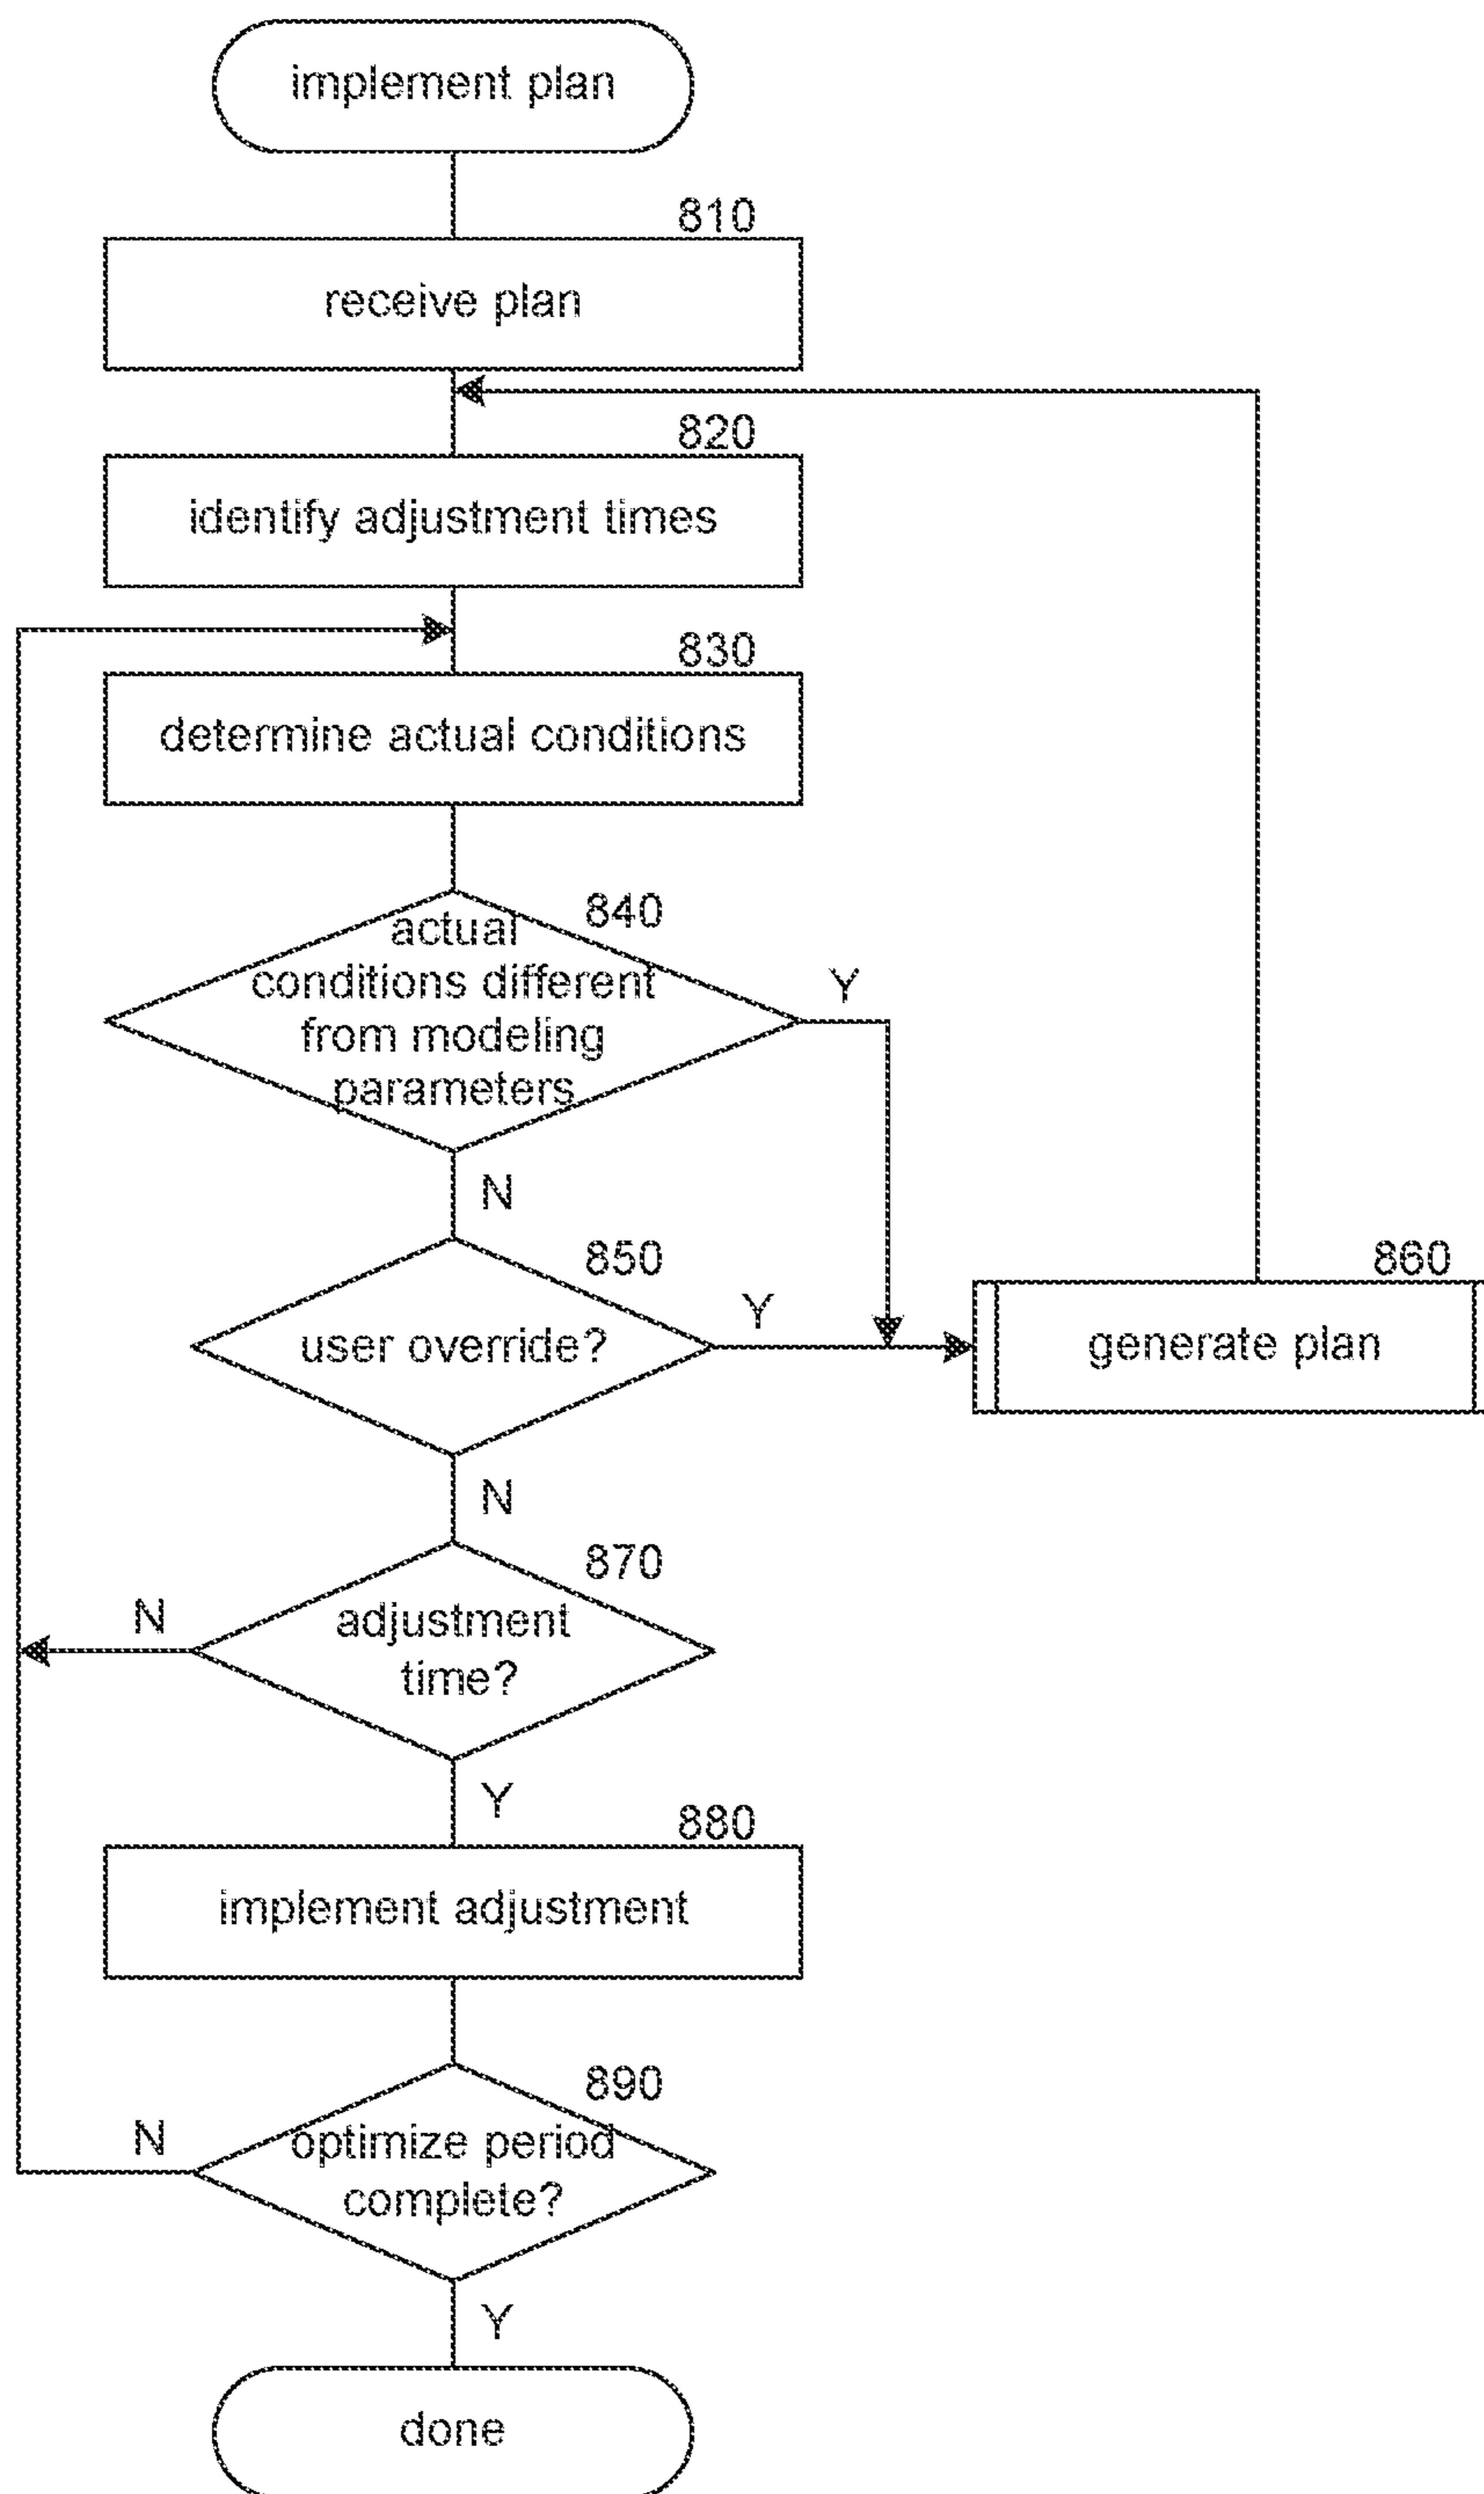 implement plan
810
receive plan
820
identify adjustment times
830
determine actual conditions
840
actual
conditions different
from modeling
parameters
Y
N
850
user override?
Y
860
generate plan
N
870
adjustment
time?
N
Y
880
implement adjustment
890
optimize period
complete?
N
Y
done